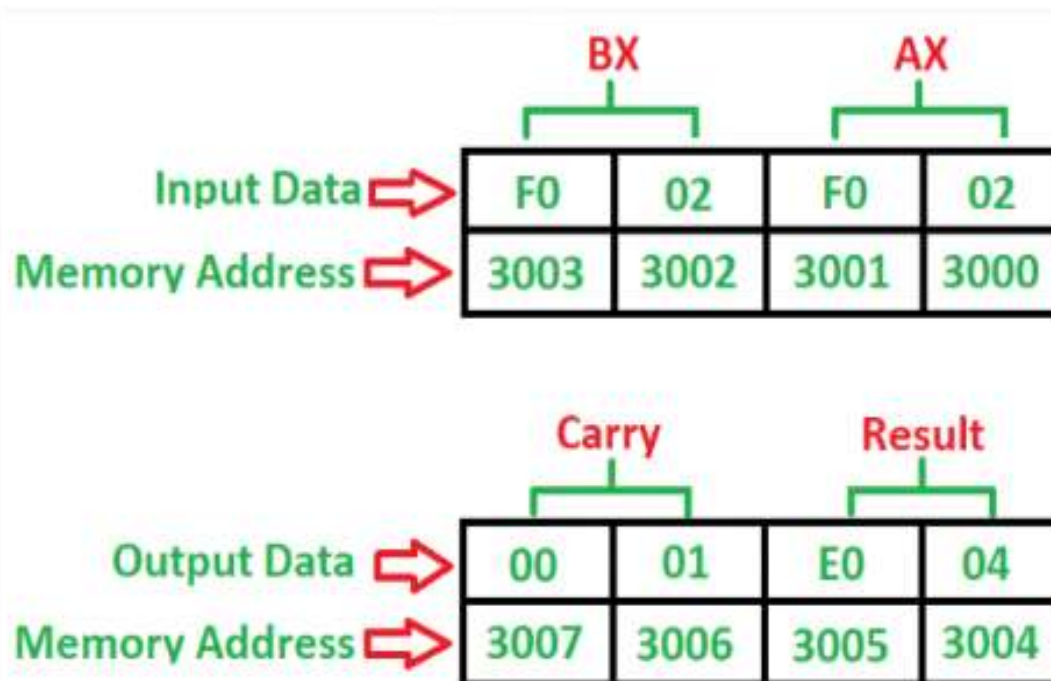 BX AX
Input Data F0 02 F0 02
Memory Address 3003 3002 3001 3000
Carry Result
Output Data 00 01 E0 04
Memory Address 3007 3006 3005 3004